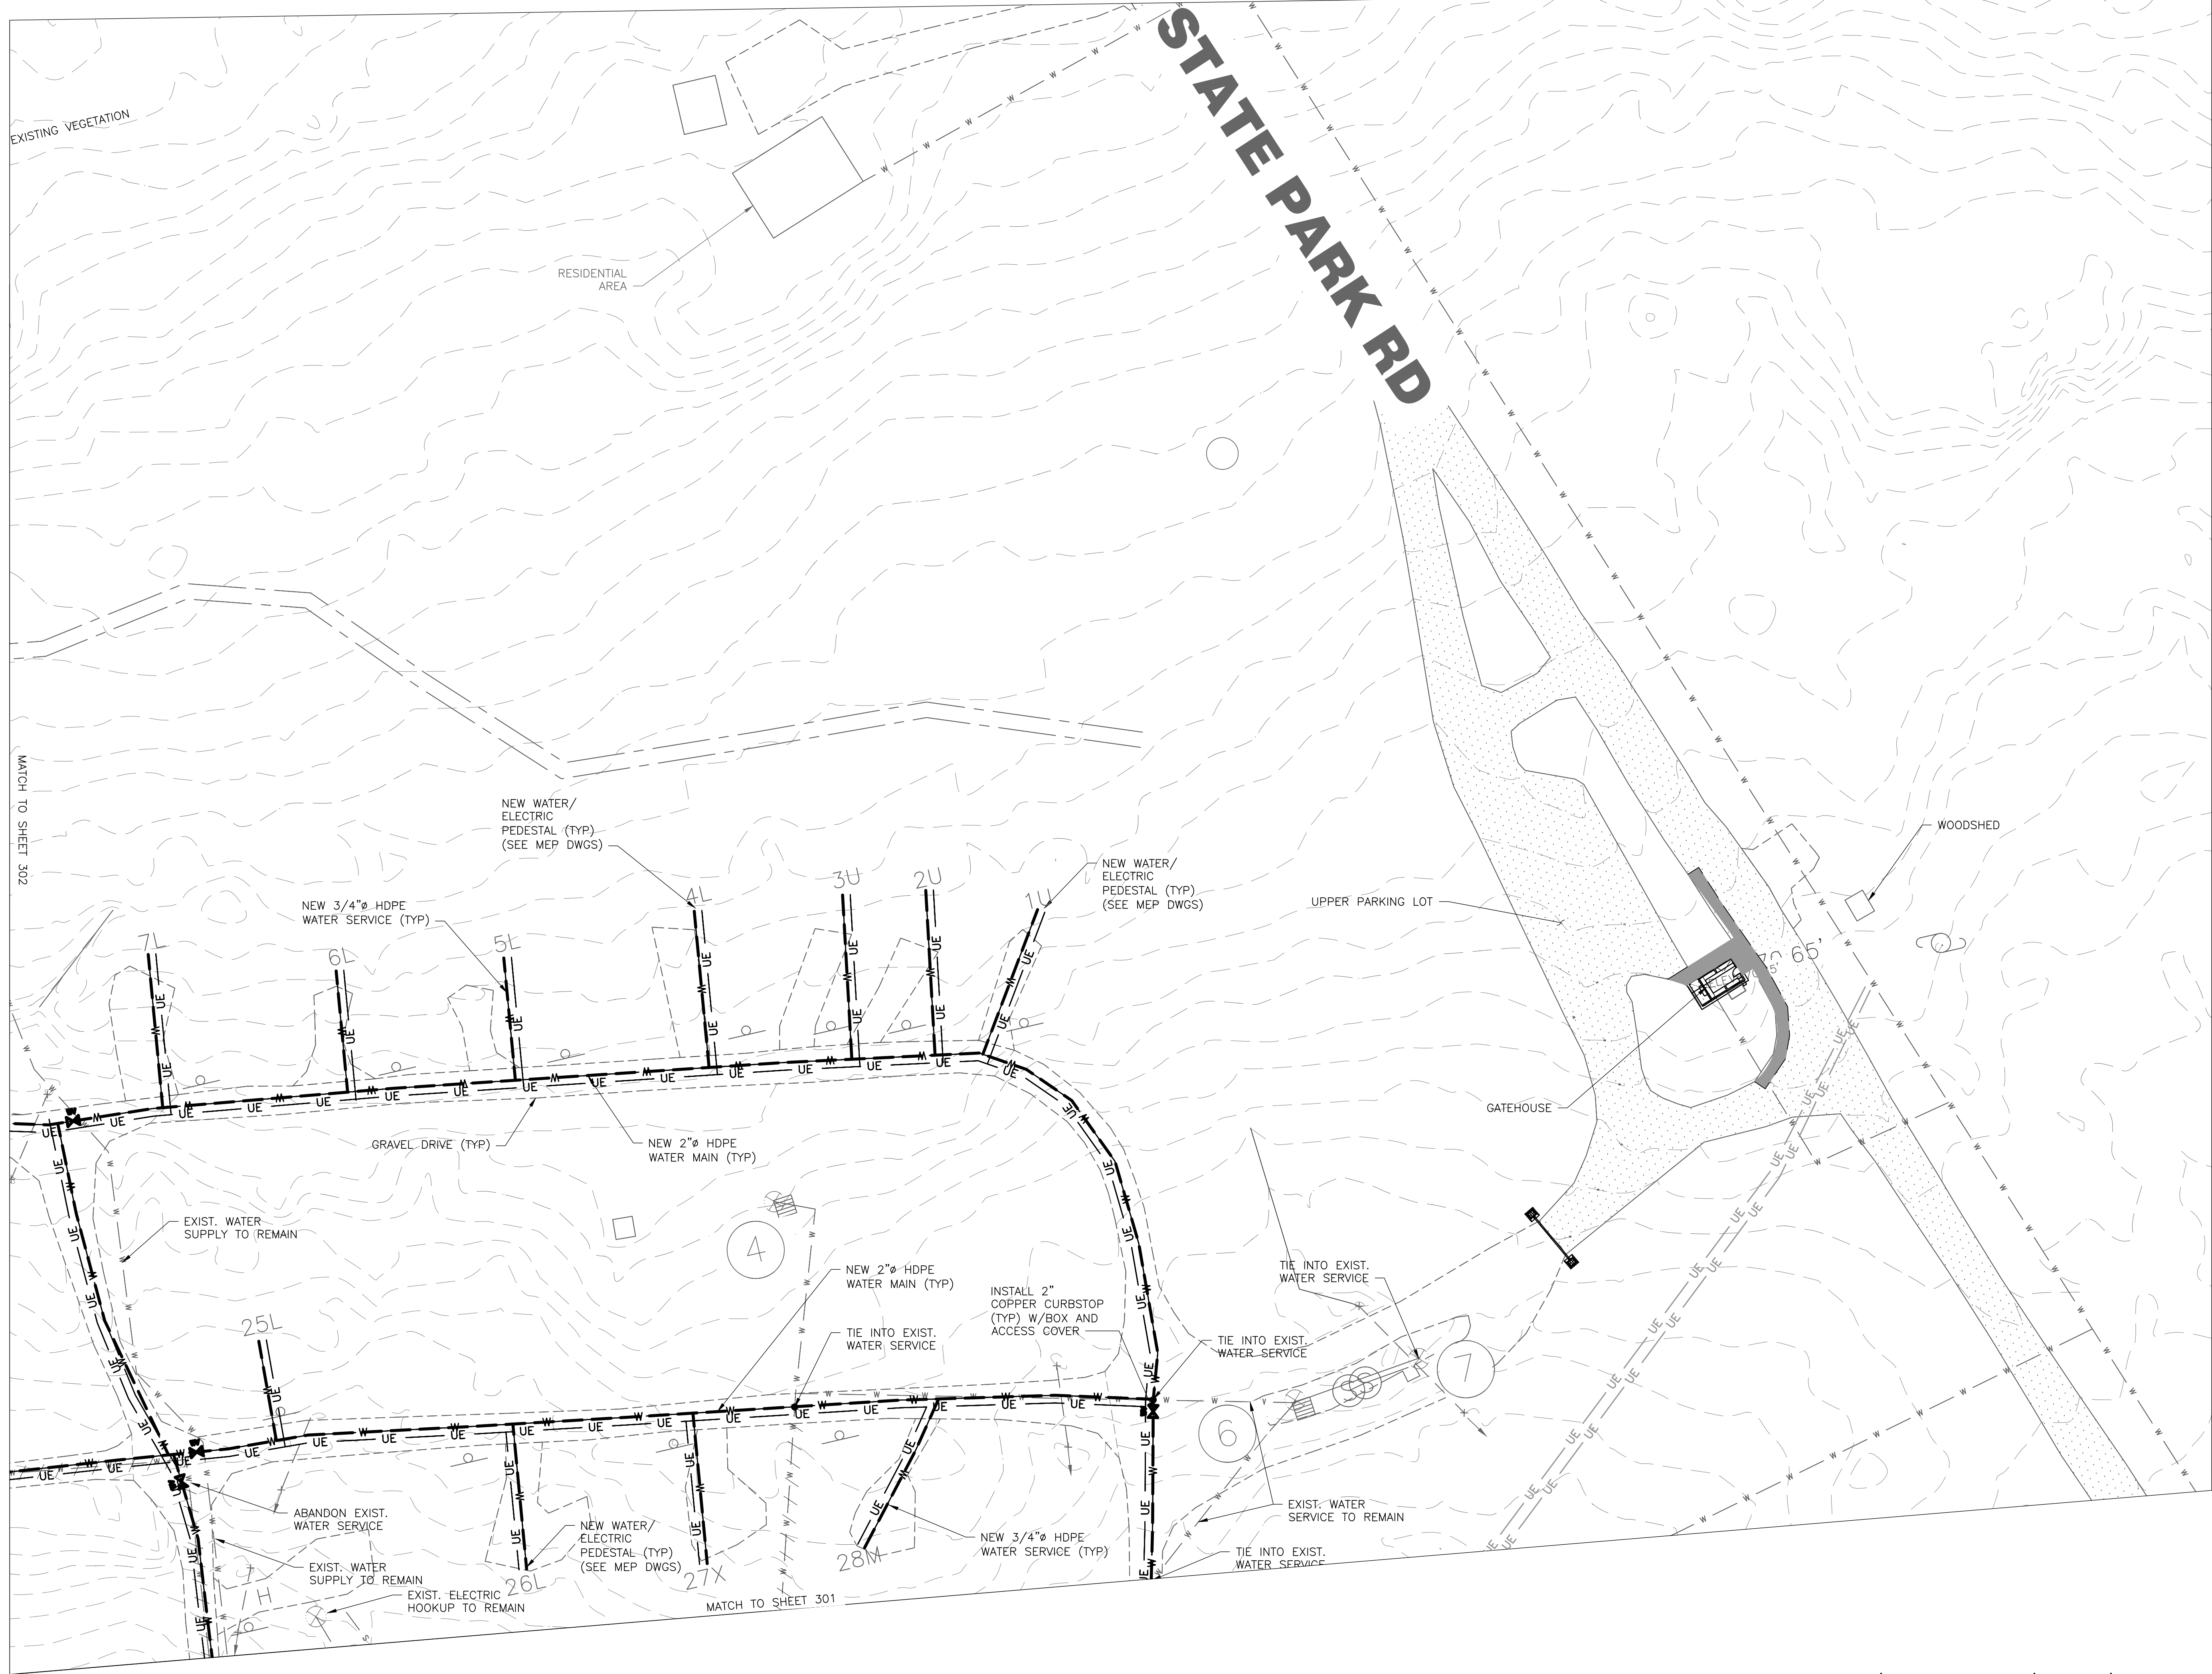 STATE PARK RD
EXISTING VEGETATION
RESIDENTIAL
AREA
MATCH TO SHEET 302
NEW WATER/
ELECTRIC
PEDESTAL (TYP)
(SEE MEP DWGS)
NEW WATER/
ELECTRIC
PEDESTAL (TYP)
(SEE MEP DWGS)
WOODSHED
UPPER PARKING LOT
NEW 3/4"ø HDPE
WATER SERVICE (TYP)
7L
6L
5L
4L
3U
2U
1U
65'
GATEHOUSE
GRAVEL DRIVE (TYP)
NEW 2"ø HDPE
WATER MAIN (TYP)
EXIST. WATER
SUPPLY TO REMAIN
4
NEW 2"ø HDPE
WATER MAIN (TYP)
TIE INTO EXIST.
WATER SERVICE
INSTALL 2"
COPPER CURBSTOP
(TYP) W/BOX AND
ACCESS COVER
TIE INTO EXIST.
WATER SERVICE
TIE INTO EXIST.
WATER SERVICE
25L
7
6
ABANDON EXIST.
WATER SERVICE
EXIST. WATER
SUPPLY TO REMAIN
EXIST. ELECTRIC
HOOKUP TO REMAIN
NEW WATER/
ELECTRIC
PEDESTAL (TYP)
(SEE MEP DWGS)
26L
27X
28M
NEW 3/4"ø HDPE
WATER SERVICE (TYP)
EXIST. WATER
SERVICE TO REMAIN
TIE INTO EXIST.
WATER SERVICE
MATCH TO SHEET 301
UE
W